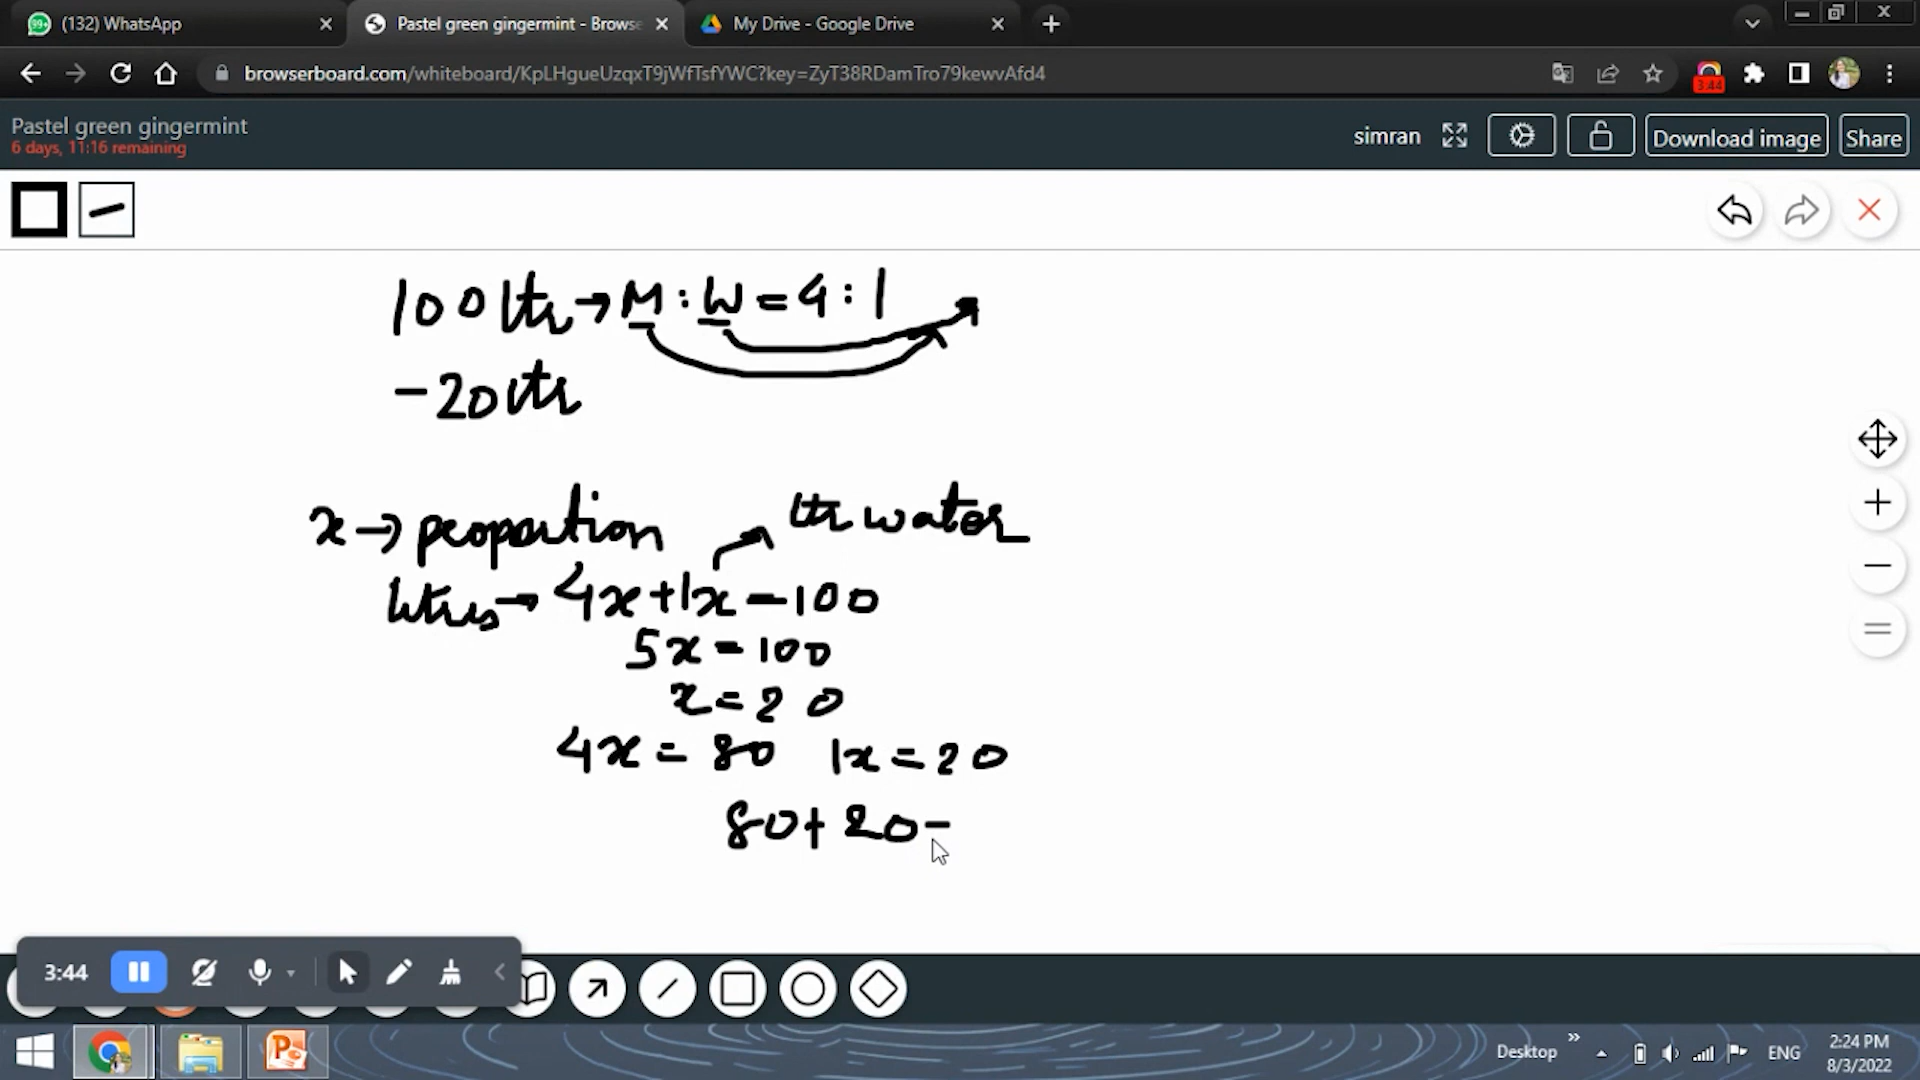 (132) WhatsApp
Pastel green gingermint - Browse
My Drive - Google Drive
browserboard.com/whiteboard/KpLHgueUzqxT9jWfTsfYWC?key=ZyT38RDamTro79kewvAfd4
3:44
Pastel green gingermint
6 days, 11:16 remaining
simran
Download image
Share
100 ltr → M : W = 4 : 1
- 20 ltr
x → proportion
ltr water
litres → 4x + 1x = 100
5x = 100
x = 20
4x = 80 1x = 20
80 + 20 -
3:44
Desktop
ENG
2:24 PM
8/3/2022